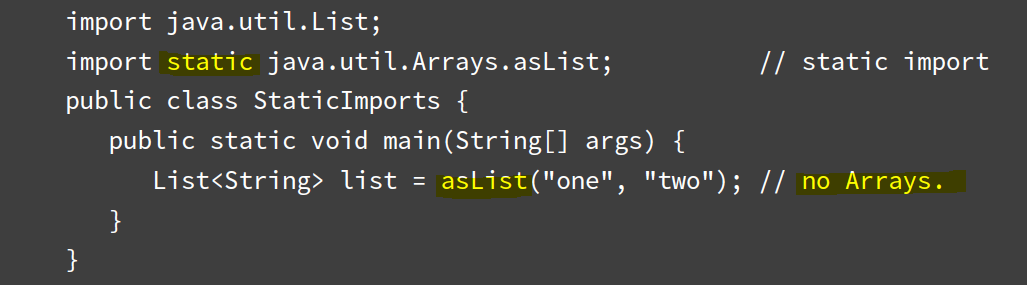 import java.util.List;
import static java.util.Arrays.asList;          // static import
public class StaticImports {
   public static void main(String[] args) {
      List<String> list = asList("one", "two"); // no Arrays.
   }
}